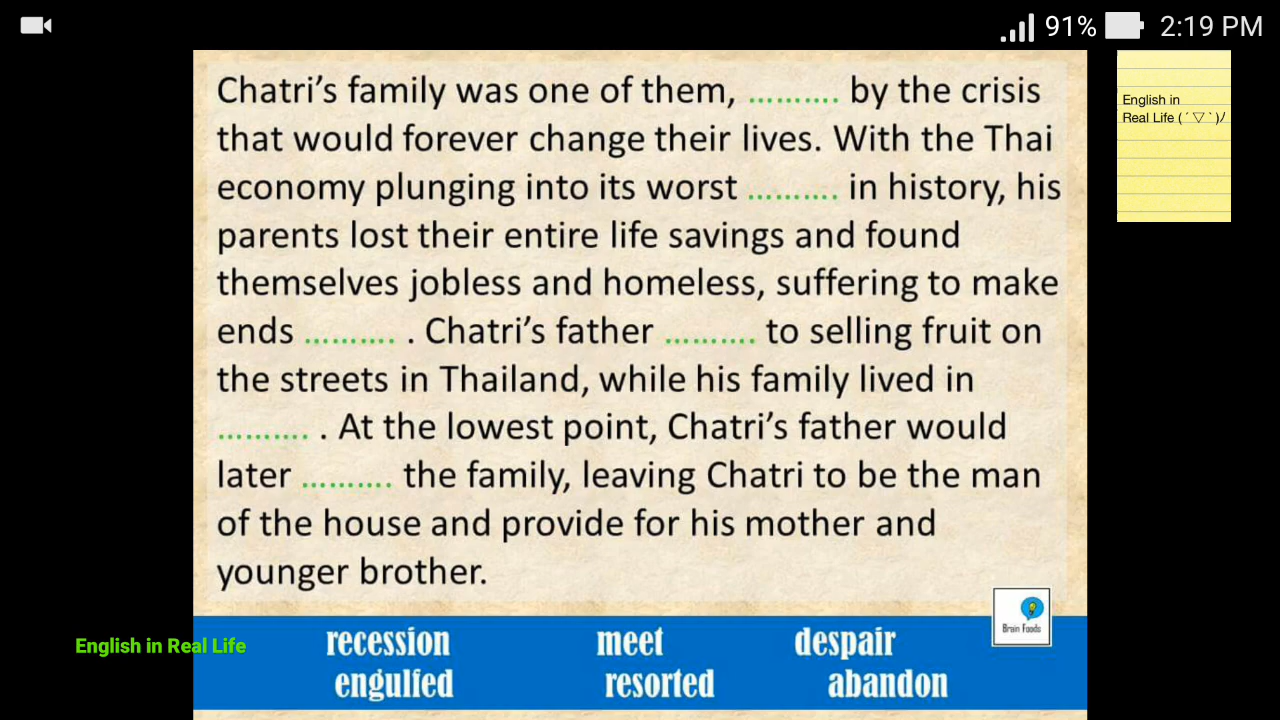 91% 2:19 PM
Chatri's family was one of them, .......... by the crisis
that would forever change their lives. With the Thai
economy plunging into its worst .......... in history, his
parents lost their entire life savings and found
themselves jobless and homeless, suffering to make
ends .......... . Chatri's father .......... to selling fruit on
the streets in Thailand, while his family lived in
.......... . At the lowest point, Chatri's father would
later .......... the family, leaving Chatri to be the man
of the house and provide for his mother and
younger brother.
English in
Real Life ( ´ ▽ ` )ﾉ
Brain Foods
English in Real Life
recession meet despair
engulfed resorted abandon